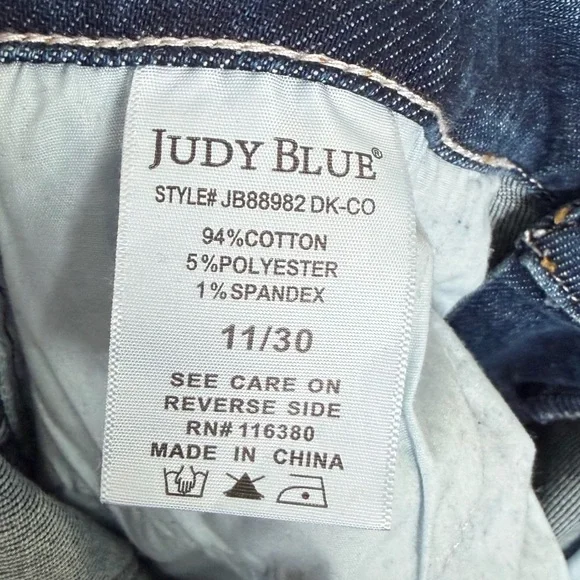 JUDY BLUE®
STYLE# JB88982 DK-CO
94%COTTON
5%POLYESTER
1%SPANDEX
11/30
SEE CARE ON
REVERSE SIDE
RN# 116380
MADE IN CHINA